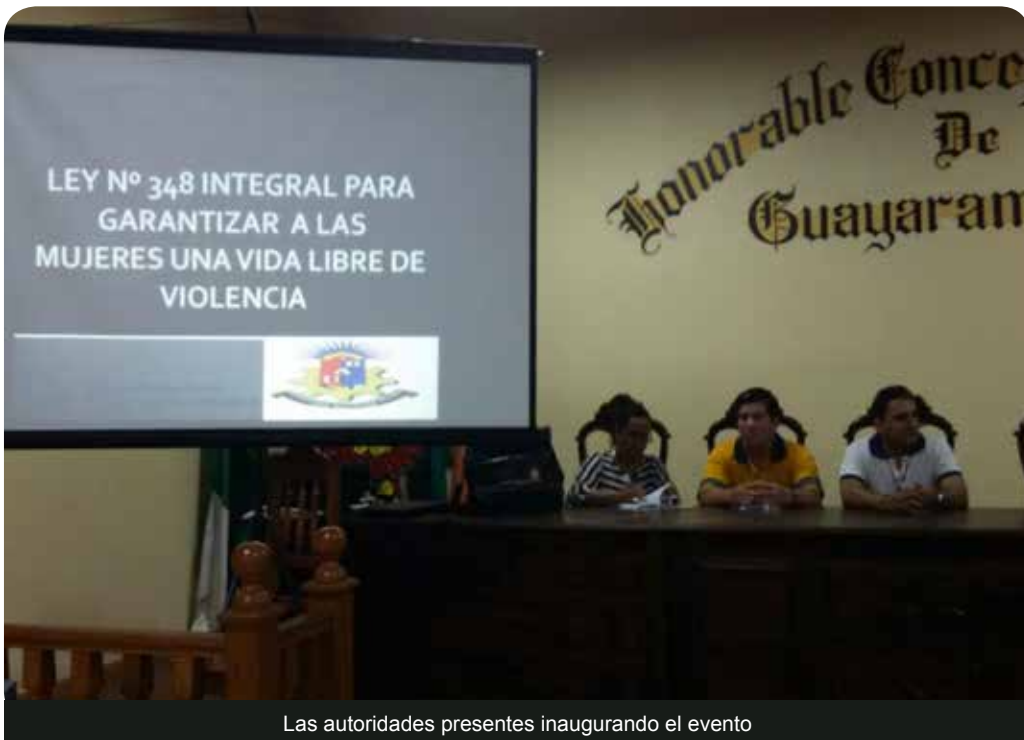 LEY Nº 348 INTEGRAL PARA
GARANTIZAR A LAS
MUJERES UNA VIDA LIBRE DE
VIOLENCIA
Honorable Conce
De
Guayaram
Las autoridades presentes inaugurando el evento